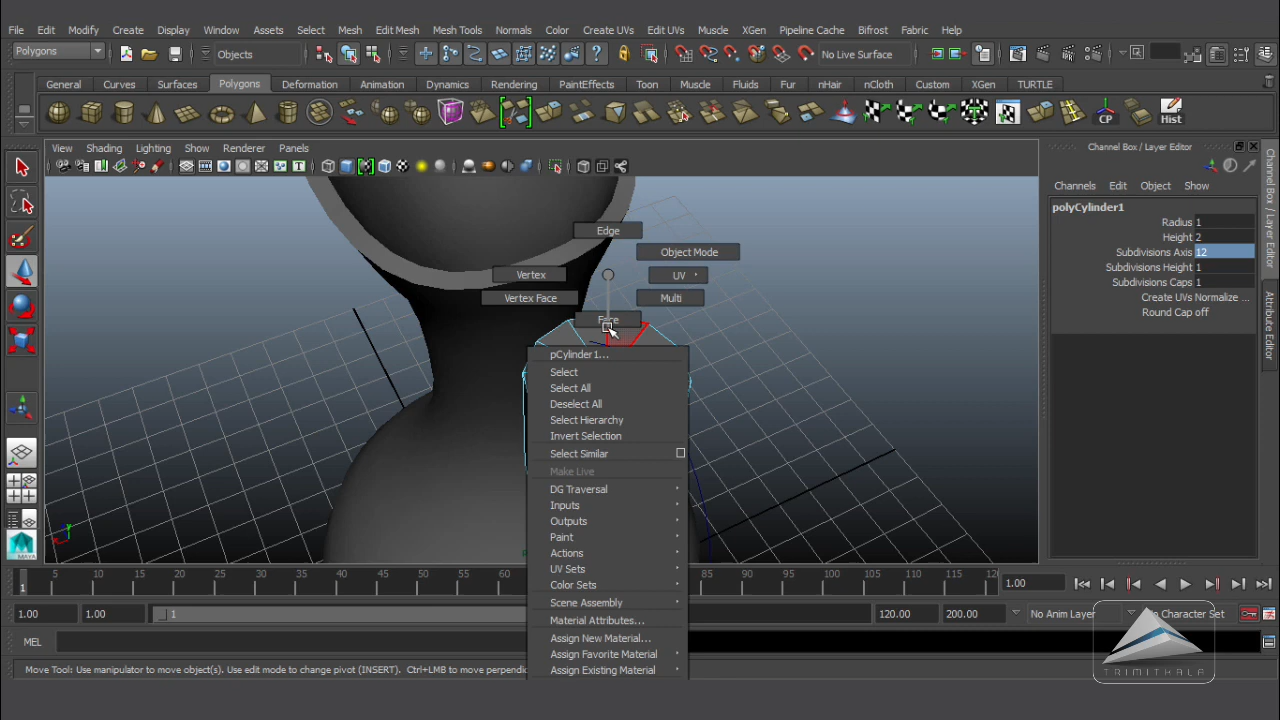 File Edit Modify Create Display Window Assets Select Mesh Edit Mesh Mesh Tools Normals Color Create UVs Edit UVs Muscle XGen Pipeline Cache Bifrost Fabric Help
Polygons Objects No Live Surface
General Curves Surfaces Polygons Deformation Animation Dynamics Rendering PaintEffects Toon Muscle Fluids Fur nHair nCloth Custom XGen TURTLE
CP Hist
View Shading Lighting Show Renderer Panels
Channel Box / Layer Editor
Channels Edit Object Show
polyCylinder1
Radius 1
Height 2
Subdivisions Axis 12
Subdivisions Height 1
Subdivisions Caps 1
Create UVs Normalize ...
Round Cap off
Channel Box / Layer Editor
Attribute Editor
Edge
Object Mode
Vertex UV
Vertex Face Multi
Face
pCylinder1...
Select
Select All
Deselect All
Select Hierarchy
Invert Selection
Select Similar
Make Live
DG Traversal
Inputs
Outputs
Paint
Actions
UV Sets
Color Sets
Scene Assembly
Material Attributes...
Assign New Material...
Assign Favorite Material
Assign Existing Material
MAYA
1 5 10 15 20 25 30 35 40 45 50 55 60 85 90 95 100 105 110 115 12 1.00
1.00 1.00 1 120.00 200.00 No Anim Layer Character Set
MEL
Move Tool: Use manipulator to move object(s). Use edit mode to change pivot (INSERT). Ctrl+LMB to move perpendic
TRIMITHALA